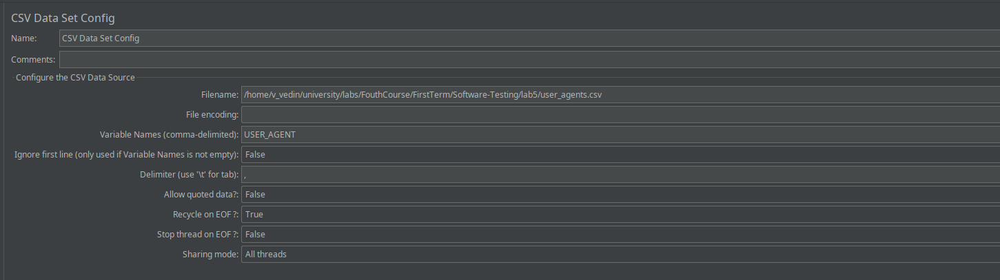 CSV Data Set Config
Name: CSV Data Set Config
Comments:
Configure the CSV Data Source
Filename: /home/v_vedin/university/labs/FouthCourse/FirstTerm/Software-Testing/lab5/user_agents.csv
File encoding:
Variable Names (comma-delimited): USER_AGENT
Ignore first line (only used if Variable Names is not empty): False
Delimiter (use '\t' for tab): ,
Allow quoted data?: False
Recycle on EOF ?: True
Stop thread on EOF ?: False
Sharing mode: All threads